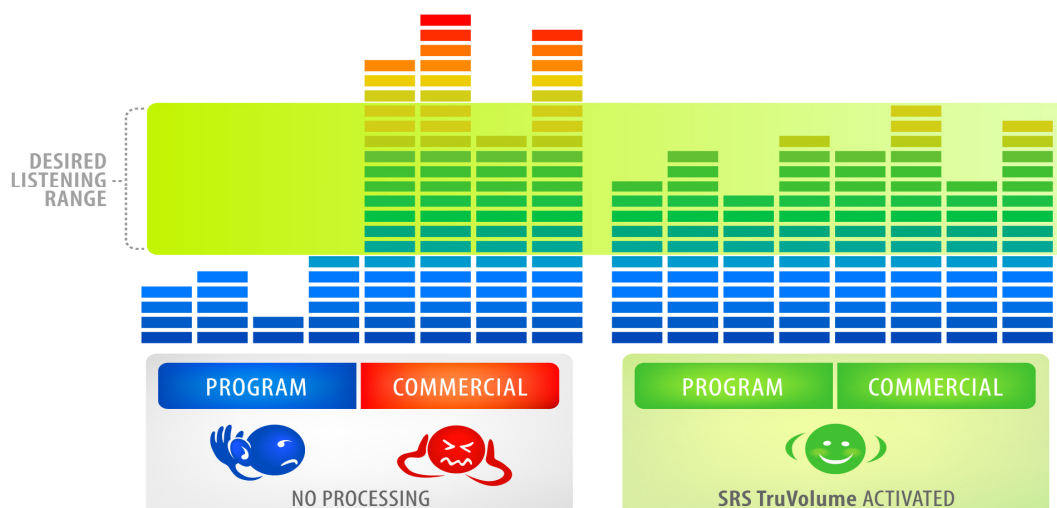 DESIRED
LISTENING
RANGE
PROGRAM
COMMERCIAL
NO PROCESSING
PROGRAM
COMMERCIAL
SRS TruVolume ACTIVATED